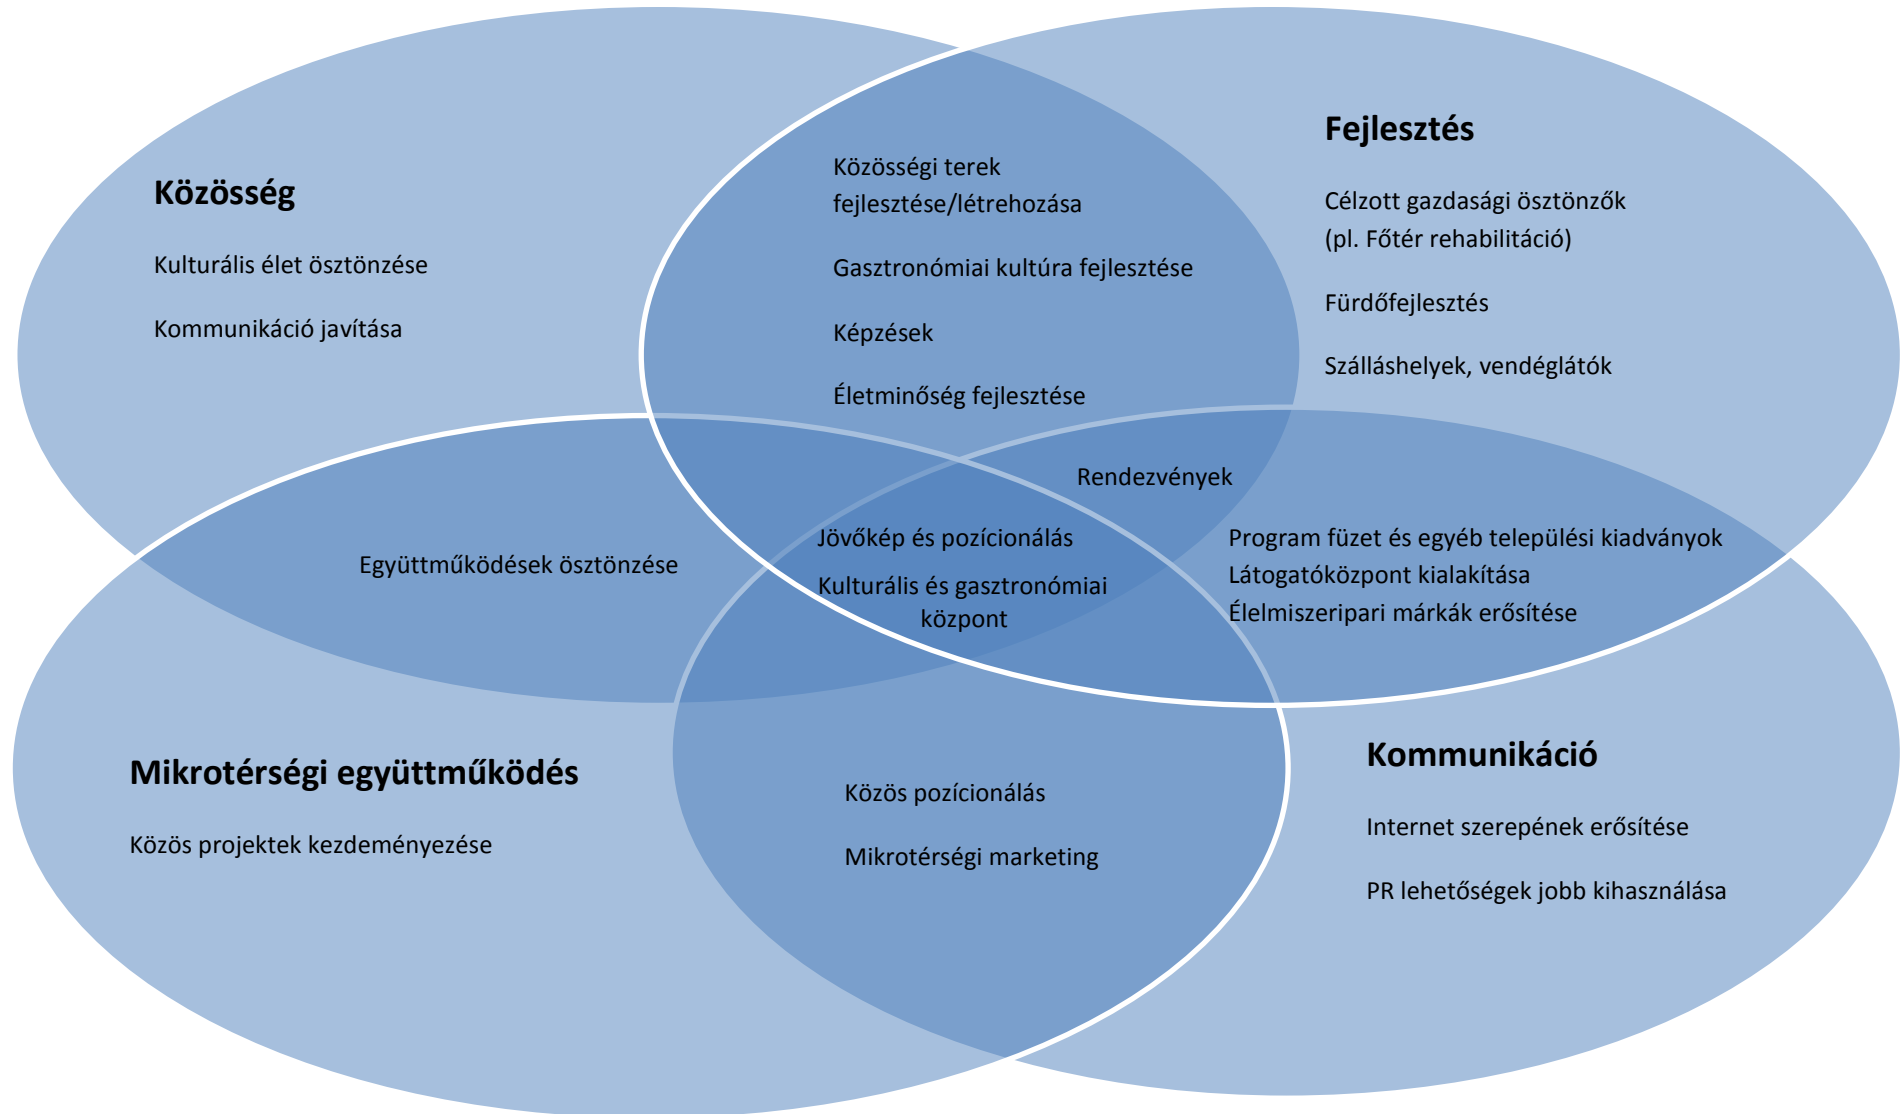 Közösség
Kulturális élet ösztönzése
Kommunikáció javítása
Közösségi terek
fejlesztése/létrehozása
Gasztronómiai kultúra fejlesztése
Képzések
Életminőség fejlesztése
Fejlesztés
Célzott gazdasági ösztönzők
(pl. Főtér rehabilitáció)
Fürdőfejlesztés
Szálláshelyek, vendéglátók
Rendezvények
Együttműködések ösztönzése
Jövőkép és pozícionálás
Kulturális és gasztronómiai
központ
Program füzet és egyéb települési kiadványok
Látogatóközpont kialakítása
Élelmiszeripari márkák erősítése
Mikrotérségi együttműködés
Közös projektek kezdeményezése
Közös pozícionálás
Mikrotérségi marketing
Kommunikáció
Internet szerepének erősítése
PR lehetőségek jobb kihasználása